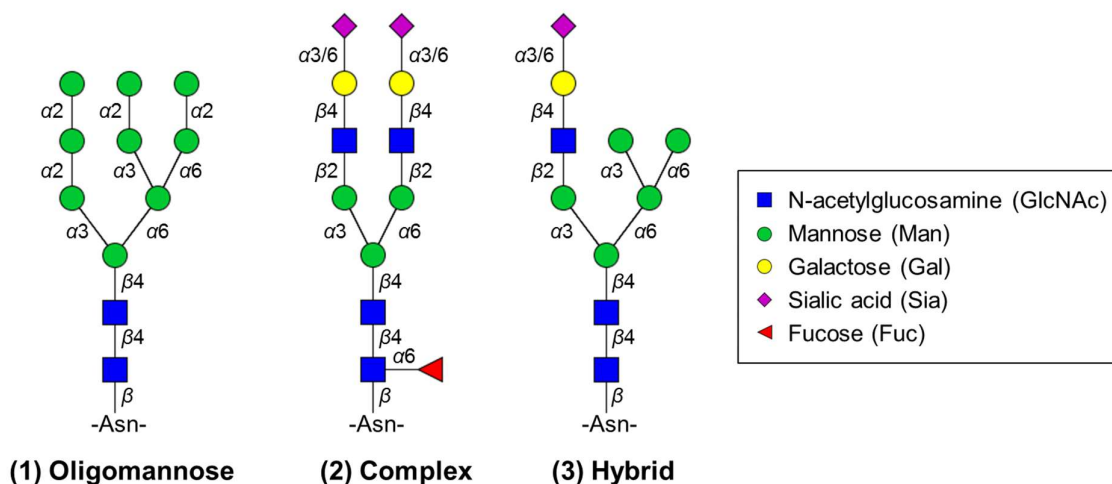 α3/6 α3/6 α3/6
α2 α2 α2 β4 β4 β4
α2 α3 α6 β2 β2 β2 α3 α6
α3 α6 α3 α6 α3 α6
β4 β4 β4
β4 β4 β4
α6
β β β
-Asn- -Asn- -Asn-
(1) Oligomannose (2) Complex (3) Hybrid
N-acetylglucosamine (GlcNAc)
Mannose (Man)
Galactose (Gal)
Sialic acid (Sia)
Fucose (Fuc)